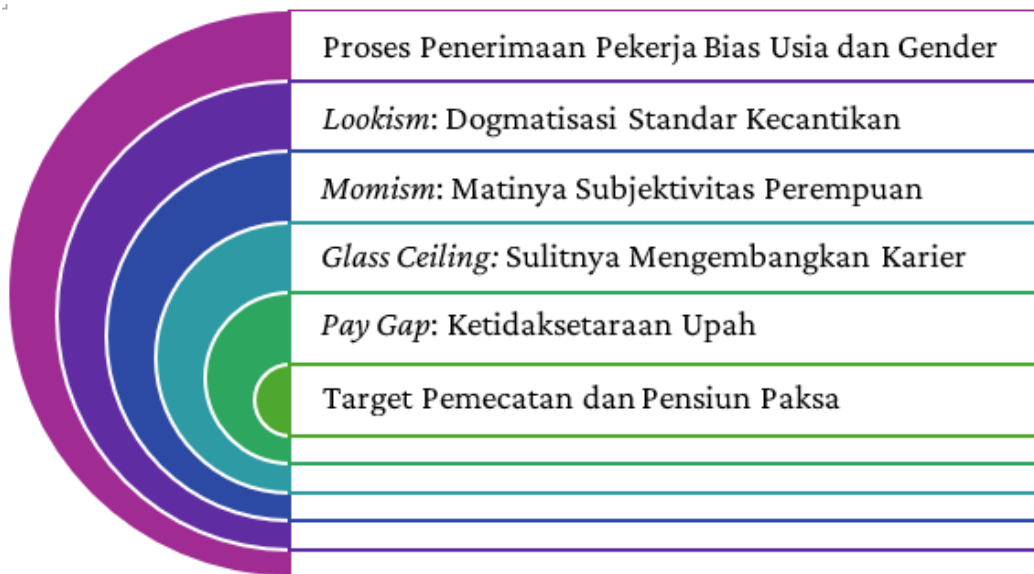 Proses Penerimaan Pekerja Bias Usia dan Gender
Lookism: Dogmatisasi Standar Kecantikan
Momism: Matinya Subjektivitas Perempuan
Glass Ceiling: Sulitnya Mengembangkan Karier
Pay Gap: Ketidaksetaraan Upah
Target Pemecatan dan Pensiun Paksa